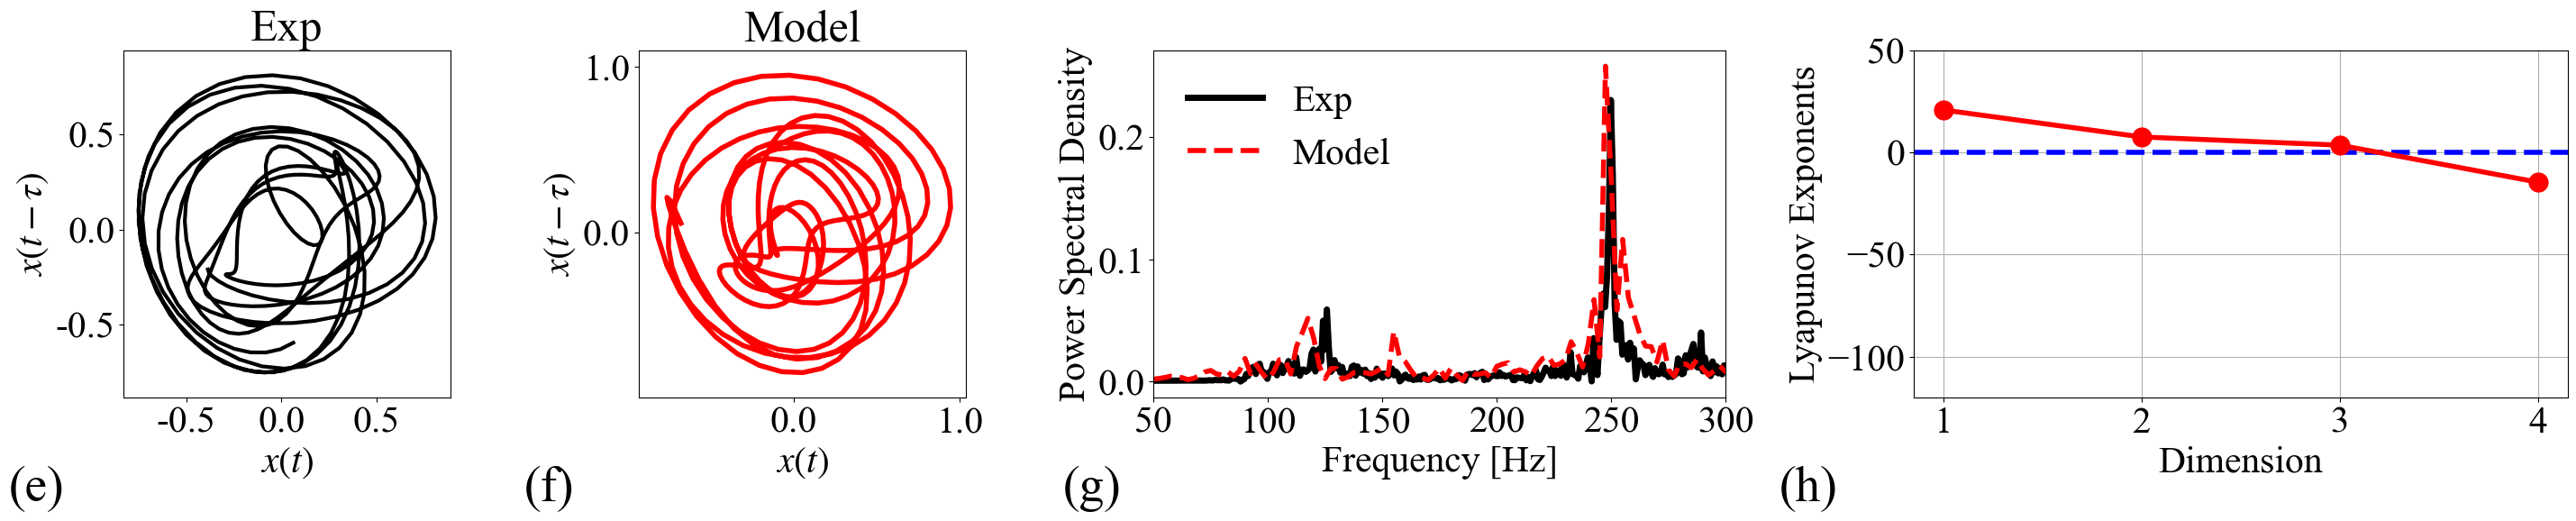 Exp
0.5
0.0
-0.5
x(t − τ)
-0.5 0.0 0.5
x(t)
(e)
Model
1.0
0.0
x(t − τ)
0.0 1.0
x(t)
(f)
Power Spectral Density
0.2
0.1
0.0
Exp
Model
50 100 150 200 250 300
Frequency [Hz]
(g)
Lyapunov Exponents
50
0
−50
−100
1 2 3 4
Dimension
(h)